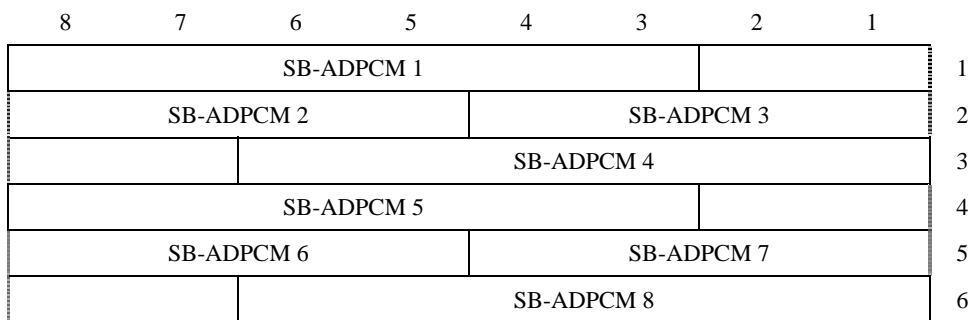 8 7 6 5 4 3 2 1
SB-ADPCM 1 1
SB-ADPCM 2 SB-ADPCM 3 2
SB-ADPCM 4 3
SB-ADPCM 5 4
SB-ADPCM 6 SB-ADPCM 7 5
SB-ADPCM 8 6